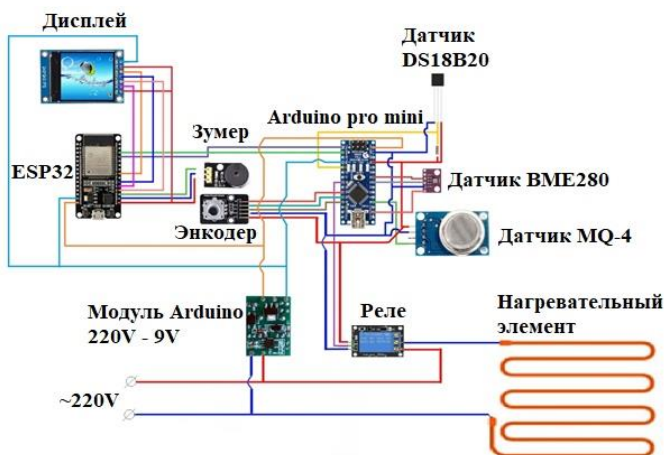 Дисплей
Датчик
DS18B20
Arduino pro mini
Зумер
ESP32
Датчик BME280
Энкодер
Датчик MQ-4
Модуль Arduino
220V - 9V
Реле
Нагревательный
элемент
~220V